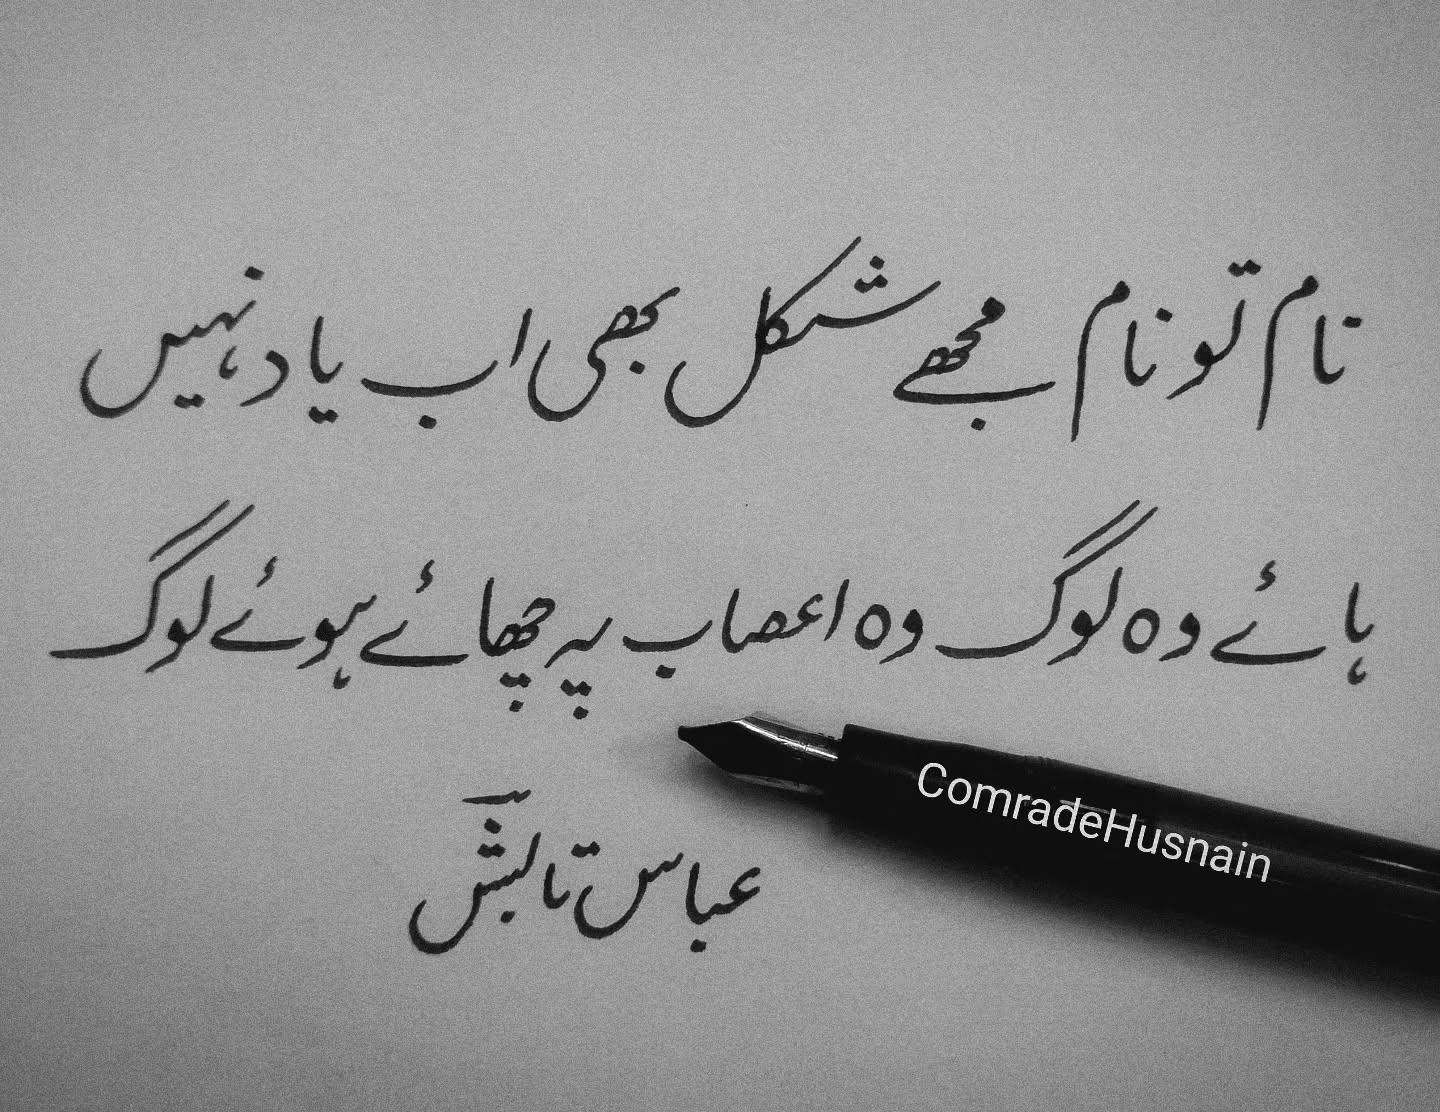 نام تو نام مجھے شکل بھی اب یاد نہیں
ہائے وہ لوگ وہ اعصاب پہ چھائے ہوئے لوگ
عباس تابش
ComradeHusnain